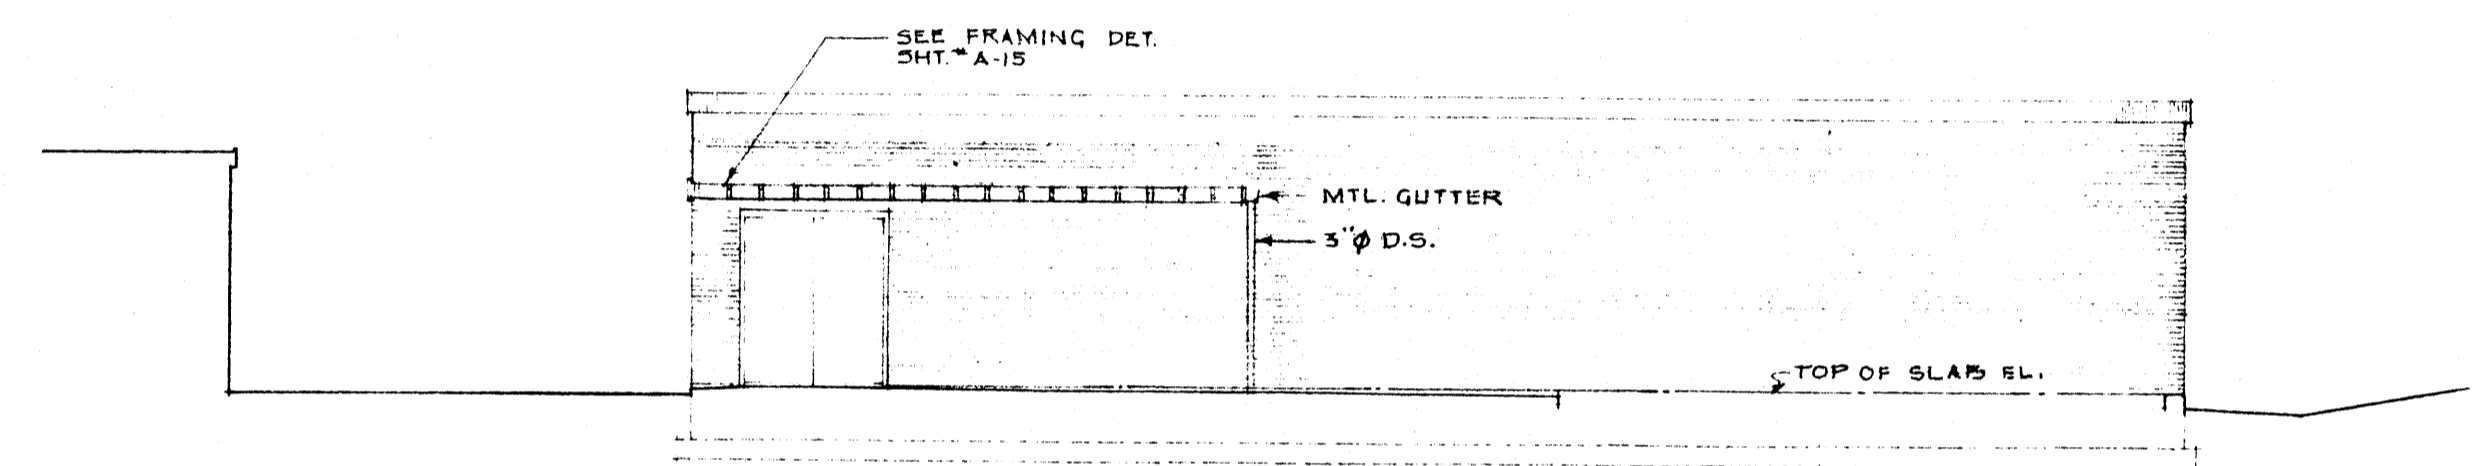 SEE FRAMING DET.
SHT. # A-15
MTL. GUTTER
3"ø D.S.
TOP OF SLAB EL.